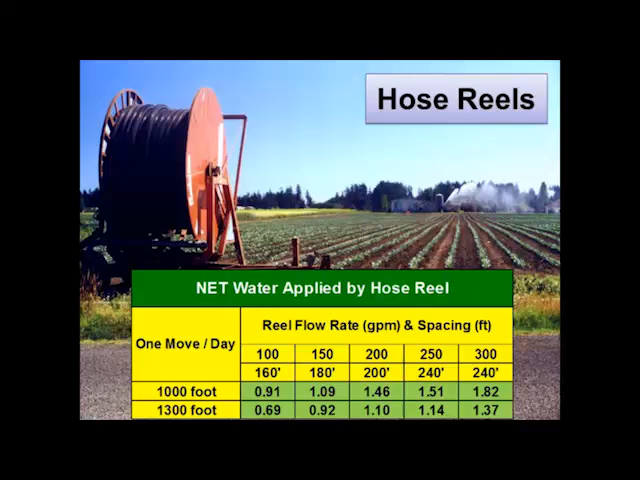 Hose Reels
NET Water Applied by Hose Reel
One Move / Day
Reel Flow Rate (gpm) & Spacing (ft)
100 150 200 250 300
160' 180' 200' 240' 240'
1000 foot 0.91 1.09 1.46 1.51 1.82
1300 foot 0.69 0.92 1.10 1.14 1.37